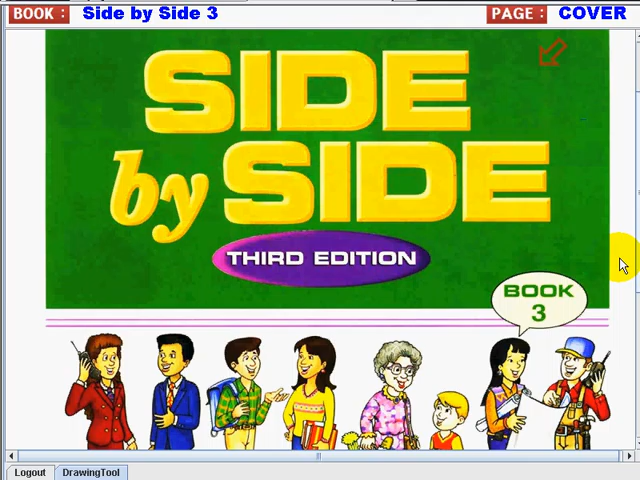 BOOK : Side by Side 3 PAGE : COVER
SIDE
by SIDE
THIRD EDITION
BOOK
3
Logout DrawingTool